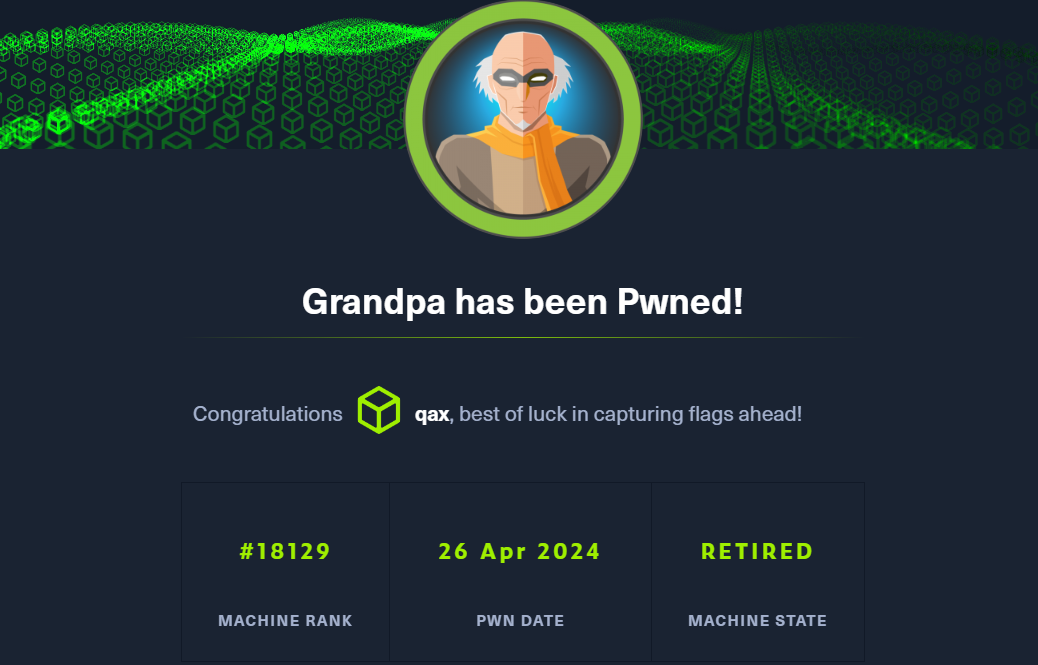 Grandpa has been Pwned!
Congratulations qax, best of luck in capturing flags ahead!
#18129
26 Apr 2024
RETIRED
MACHINE RANK
PWN DATE
MACHINE STATE